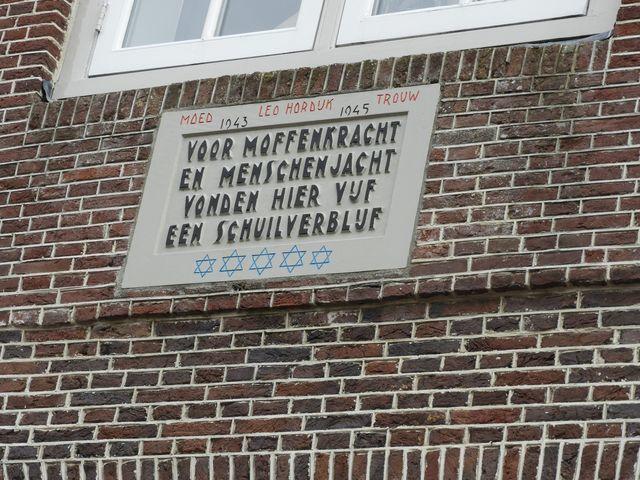 MOED LEO HORDIJK TROUW
1943 1945
VOOR MOFFENKRACHT
EN MENSCHENJACHT
VONDEN HIER VIJF
EEN SCHUILVERBLIJF